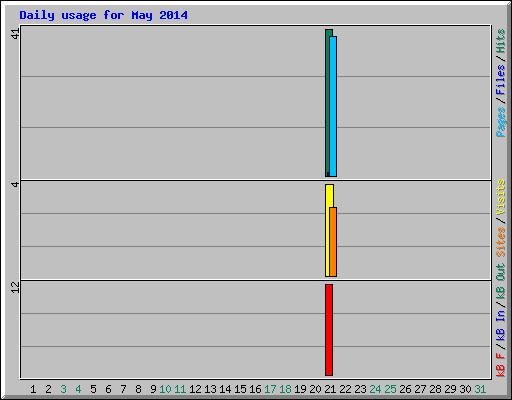 Daily usage for May 2014
41
4
12
Pages / Files / Hits
Sites / Visits
kB F / kB In / kB Out
1 2 3 4 5 6 7 8 9 10 11 12 13 14 15 16 17 18 19 20 21 22 23 24 25 26 27 28 29 30 31